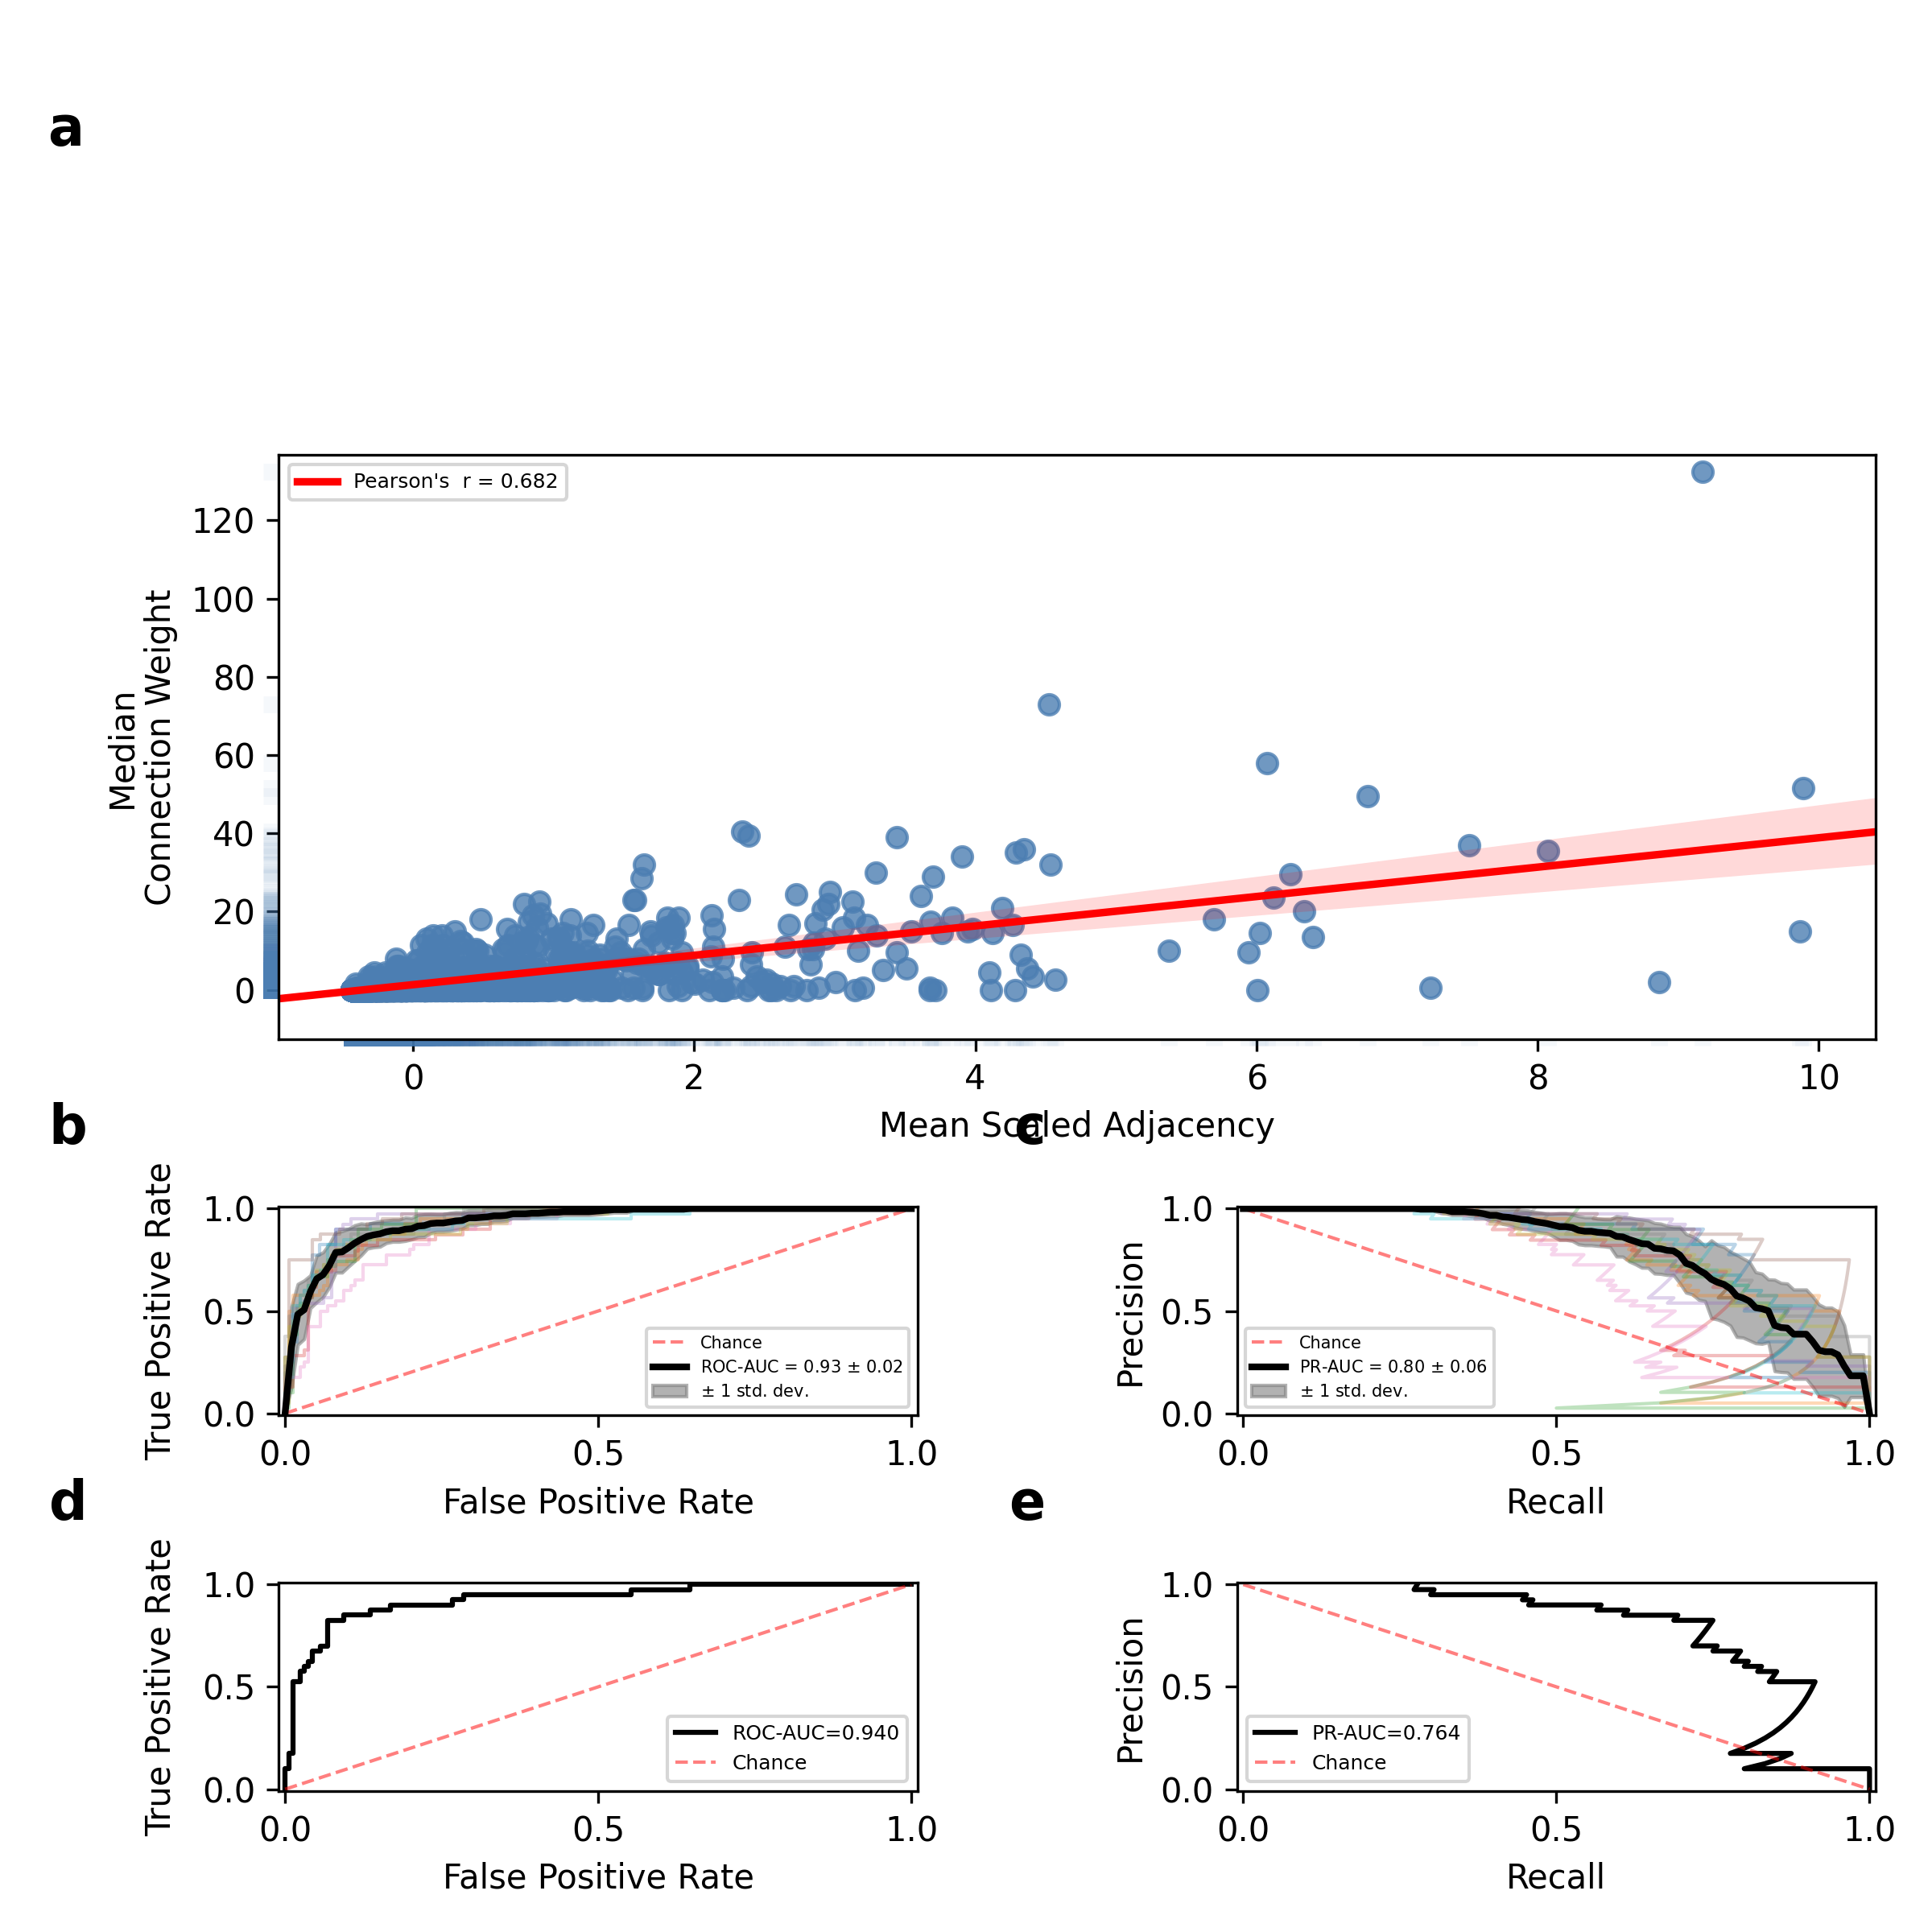 a
Pearson's  r = 0.682
120
100
80
60
40
20
0
Median
Connection Weight
0 2 4 6 8 10
Mean Scaled Adjacency
b
True Positive Rate
1.0
0.5
0.0
Chance
ROC-AUC = 0.93 ± 0.02
± 1 std. dev.
0.0 0.5 1.0
False Positive Rate
c
Precision
1.0
0.5
0.0
Chance
PR-AUC = 0.80 ± 0.06
± 1 std. dev.
0.0 0.5 1.0
Recall
d
True Positive Rate
1.0
0.5
0.0
ROC-AUC=0.940
Chance
0.0 0.5 1.0
False Positive Rate
e
Precision
1.0
0.5
0.0
PR-AUC=0.764
Chance
0.0 0.5 1.0
Recall